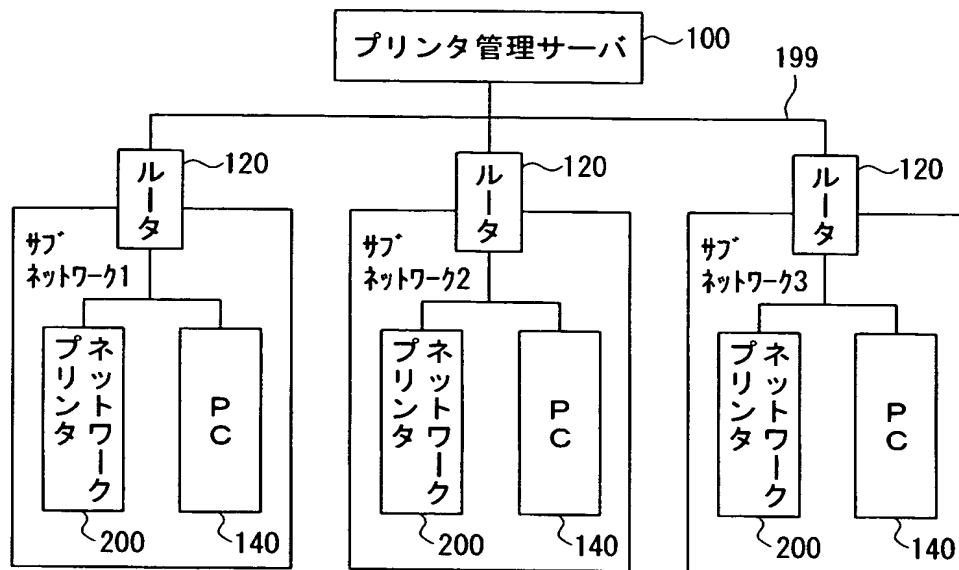 プリンタ管理サーバ
100
199
ルータ
120
ルータ
120
ルータ
120
ｻﾌﾞ
ﾈｯﾄﾜｰｸ1
ｻﾌﾞ
ﾈｯﾄﾜｰｸ2
ｻﾌﾞ
ﾈｯﾄﾜｰｸ3
ネットワーク
プリンタ
PC
ネットワーク
プリンタ
PC
ネットワーク
プリンタ
PC
200
140
200
140
200
140